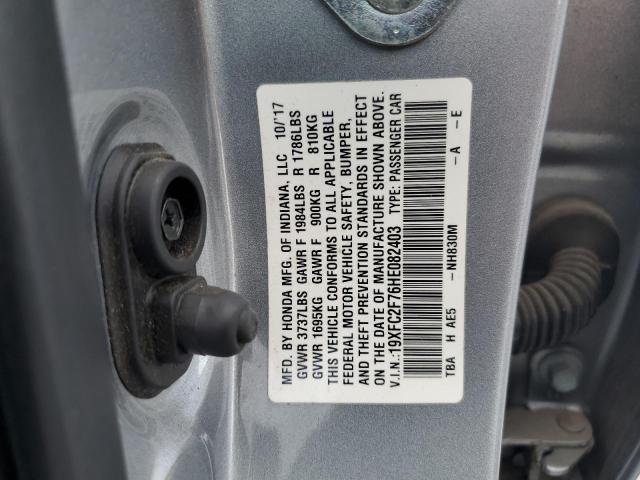 MFD. BY HONDA MFG. OF INDIANA, LLC 10/'17
GVWR 3737LBS GAWR F 1984LBS R 1786LBS
GVWR 1695KG GAWR F 900KG R 810KG
THIS VEHICLE CONFORMS TO ALL APPLICABLE
FEDERAL MOTOR VEHICLE SAFETY, BUMPER,
AND THEFT PREVENTION STANDARDS IN EFFECT
ON THE DATE OF MANUFACTURE SHOWN ABOVE.
V.I.N.:19XFC2F76HE082403 TYPE: PASSENGER CAR
TBA H AE5 -NH830M -A -E